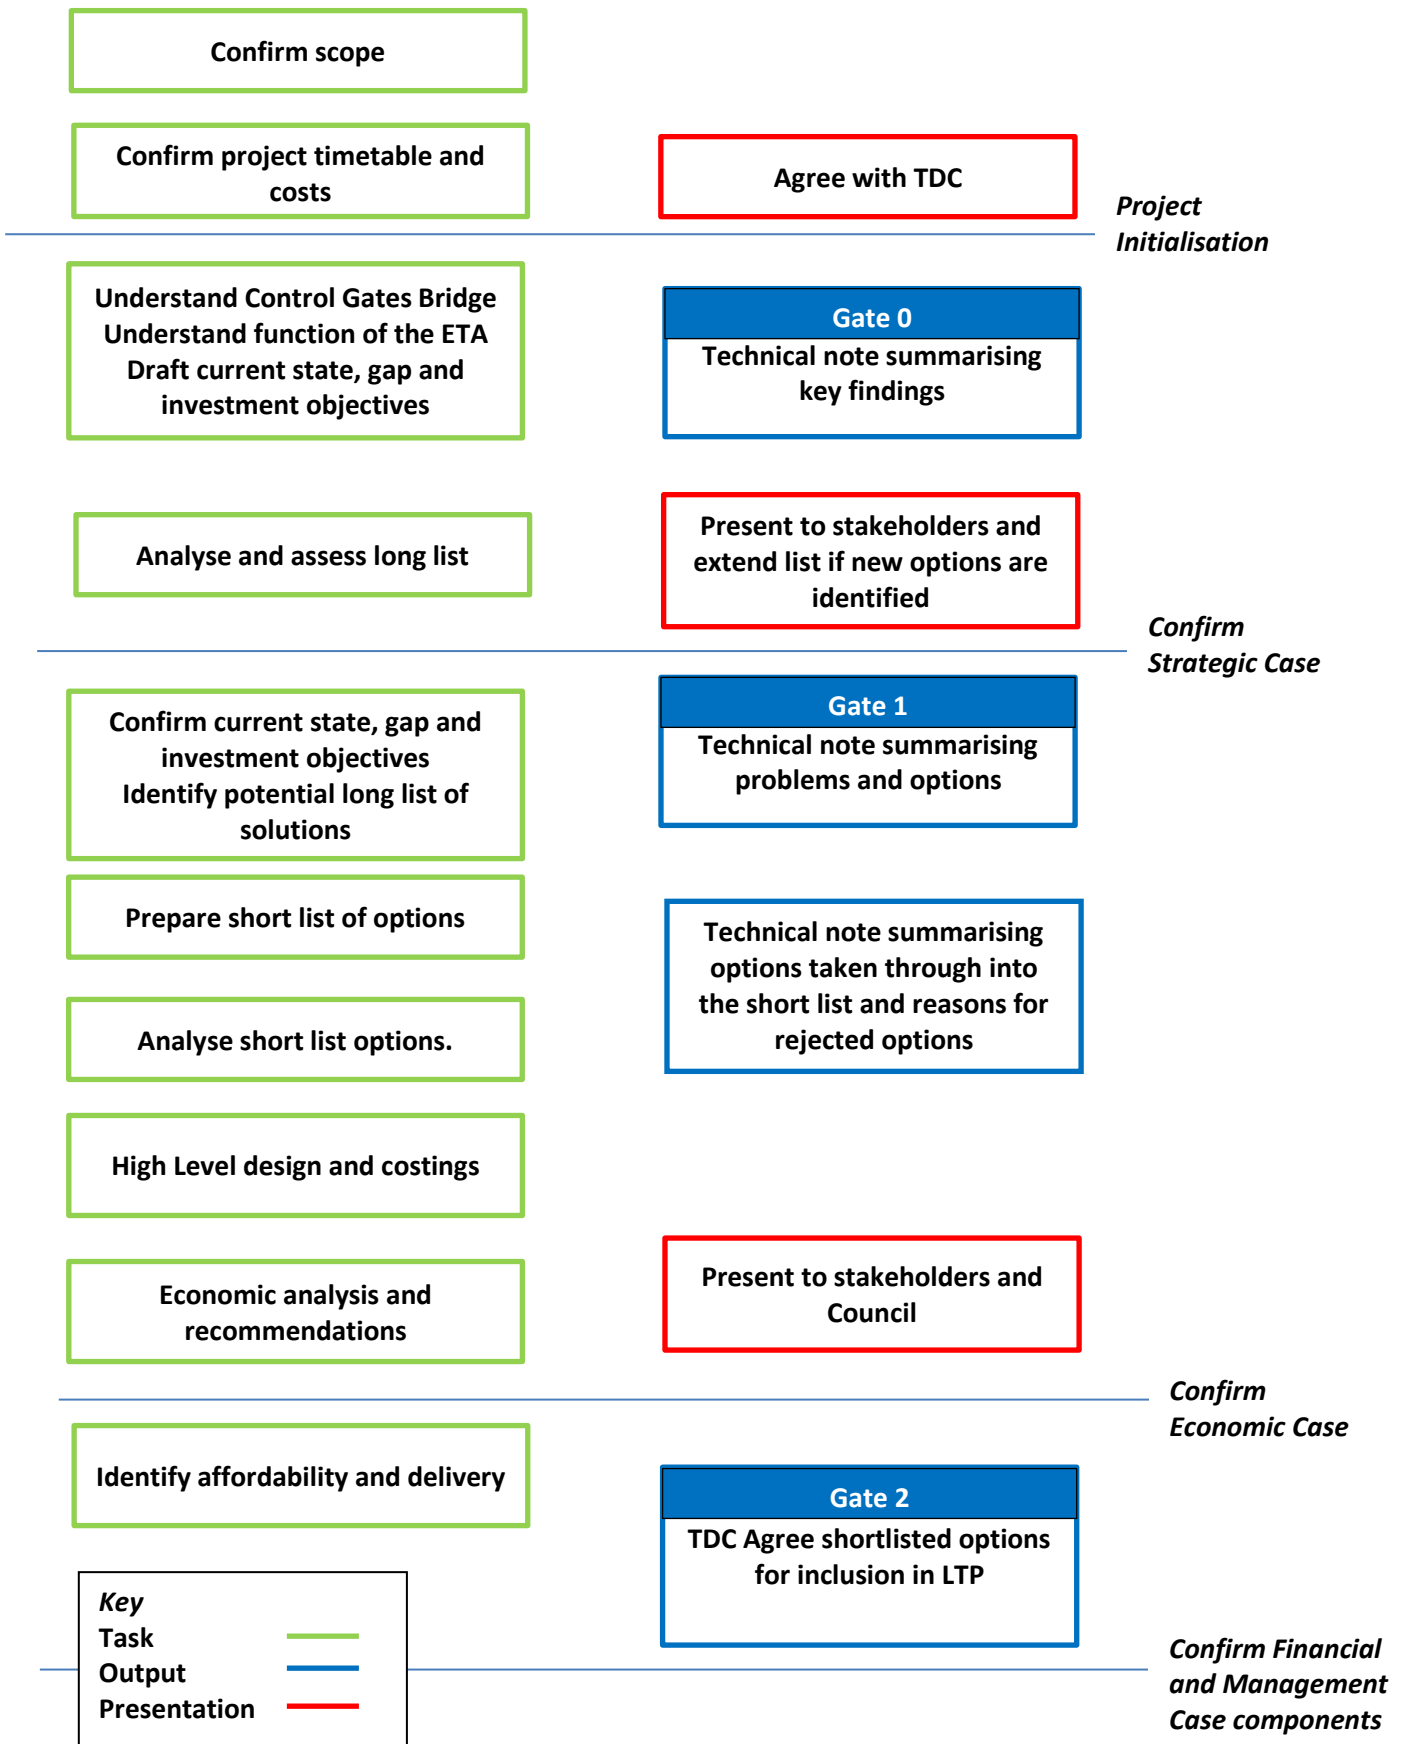 Confirm scope
Confirm project timetable and
costs
Agree with TDC
Project
Initialisation
Understand Control Gates Bridge
Understand function of the ETA
Draft current state, gap and
investment objectives
Gate 0
Technical note summarising
key findings
Analyse and assess long list
Present to stakeholders and
extend list if new options are
identified
Confirm
Strategic Case
Confirm current state, gap and
investment objectives
Identify potential long list of
solutions
Gate 1
Technical note summarising
problems and options
Prepare short list of options
Technical note summarising
options taken through into
the short list and reasons for
rejected options
Analyse short list options.
High Level design and costings
Economic analysis and
recommendations
Present to stakeholders and
Council
Confirm
Economic Case
Identify affordability and delivery
Gate 2
TDC Agree shortlisted options
for inclusion in LTP
Key
Task
Output
Presentation
Confirm Financial
and Management
Case components